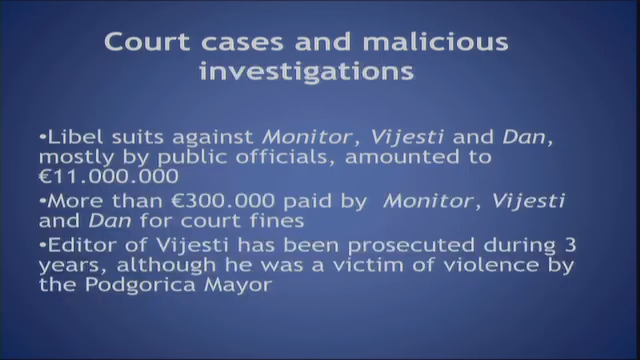 Court cases and malicious
investigations
•Libel suits against Monitor, Vijesti and Dan,
mostly by public officials, amounted to
€11.000.000
•More than €300.000 paid by Monitor, Vijesti
and Dan for court fines
•Editor of Vijesti has been prosecuted during 3
years, although he was a victim of violence by
the Podgorica Mayor